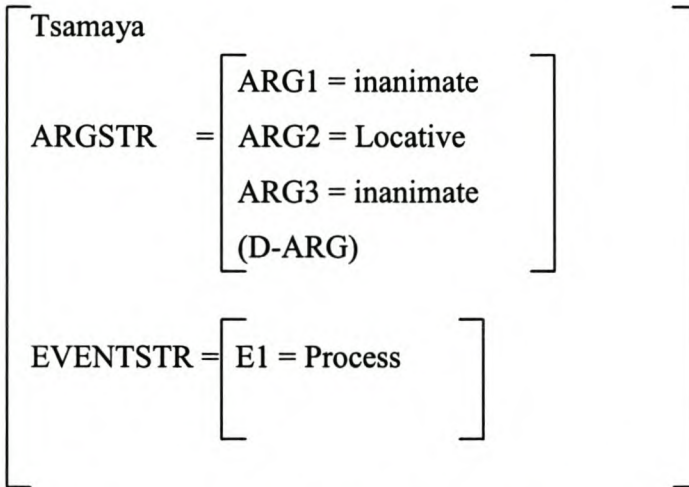 Tsamaya
ARG1 = inanimate
ARGSTR = ARG2 = Locative
ARG3 = inanimate
(D-ARG)
EVENTSTR = E1 = Process